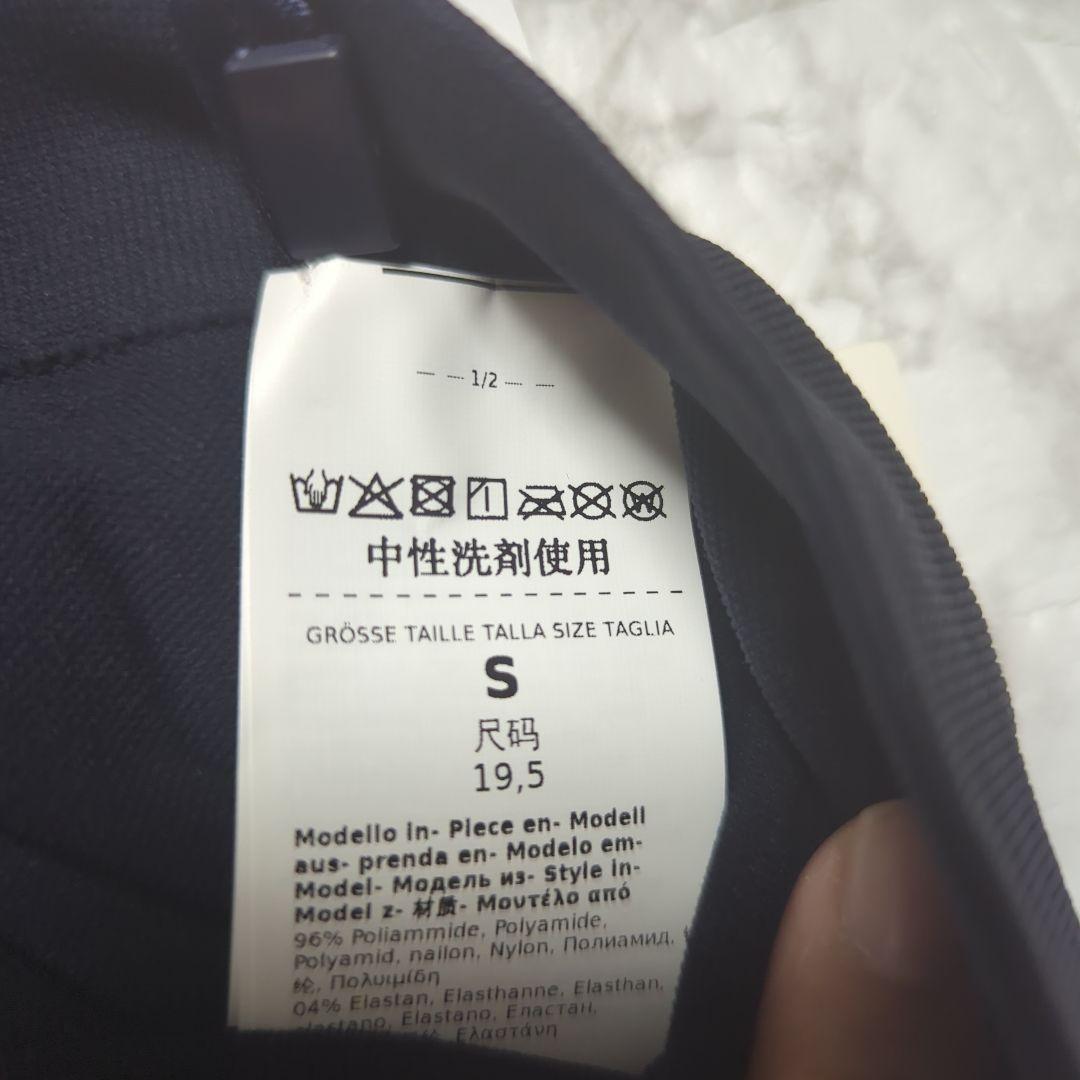 1/2
中性洗剤使用
GRÖSSE TAILLE TALLA SIZE TAGLIA
S
尺码
19,5
Modello in- Piece en- Modell
aus- prenda en- Modelo em-
Model- Модель из- Style in-
Model z- 材质- Μοντέλο από
96% Poliammide, Polyamide,
Polyamid, nailon, Nylon, Полиамид,
纶, Πολυιμίδη
04% Elastan, Elasthanne, Elasthan,
elastano, Elastano, Enастан,
Ελαστάνη